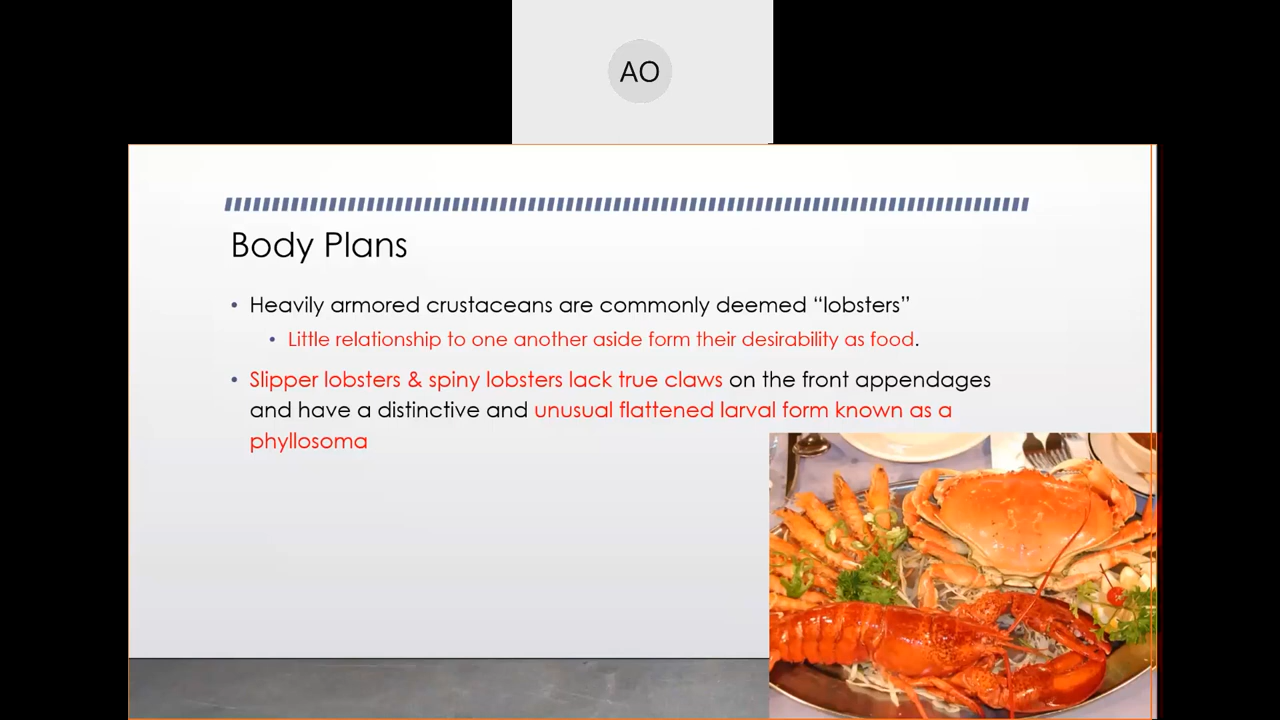 AO
Body Plans
• Heavily armored crustaceans are commonly deemed “lobsters”
• Little relationship to one another aside form their desirability as food.
• Slipper lobsters & spiny lobsters lack true claws on the front appendages
and have a distinctive and unusual flattened larval form known as a
phyllosoma